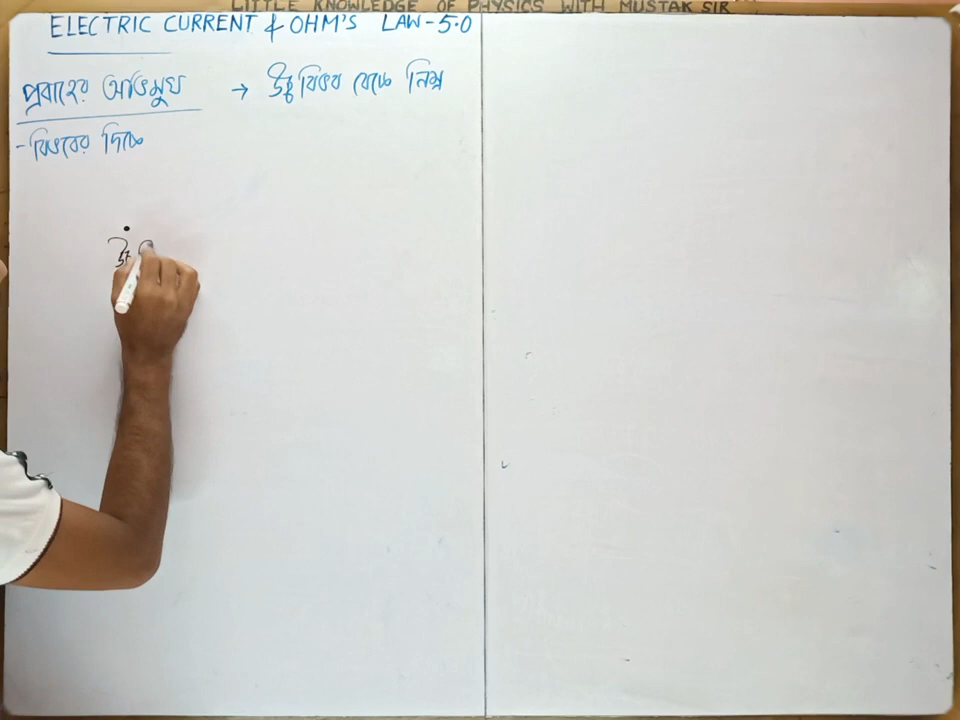 LITTLE KNOWLEDGE OF PHYSICS WITH MUSTAK SIR
ELECTRIC CURRENT & OHM'S LAW-5.0
প্রবাহের অভিমুখ → উচ্চ বিভব থেকে নিম্ন
-বিভবের দিকে